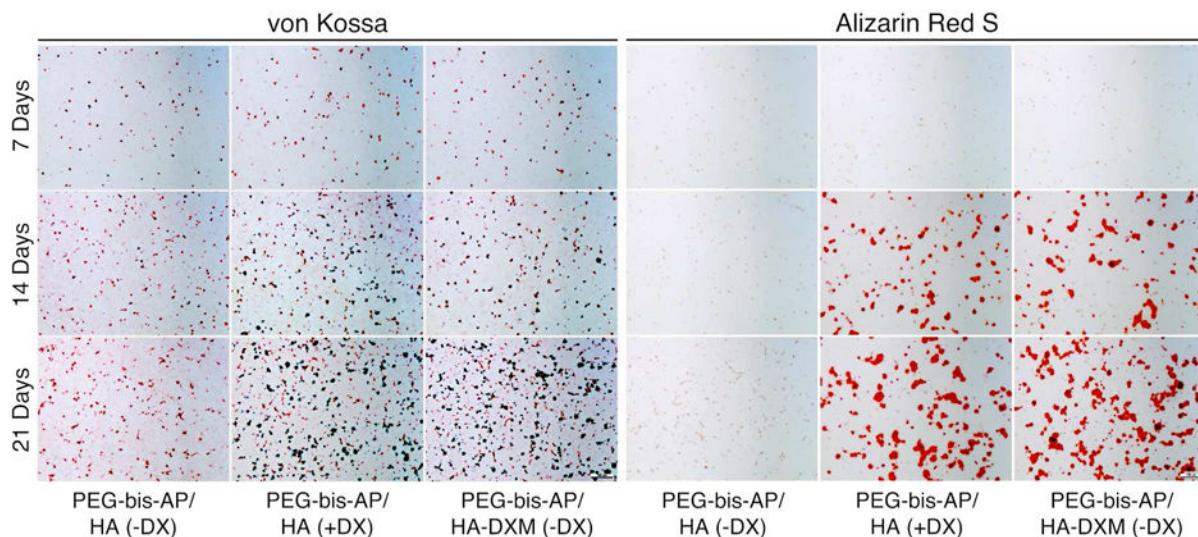 von Kossa
Alizarin Red S
7 Days
14 Days
21 Days
PEG-bis-AP/
HA (-DX)
PEG-bis-AP/
HA (+DX)
PEG-bis-AP/
HA-DXM (-DX)
PEG-bis-AP/
HA (-DX)
PEG-bis-AP/
HA (+DX)
PEG-bis-AP/
HA-DXM (-DX)